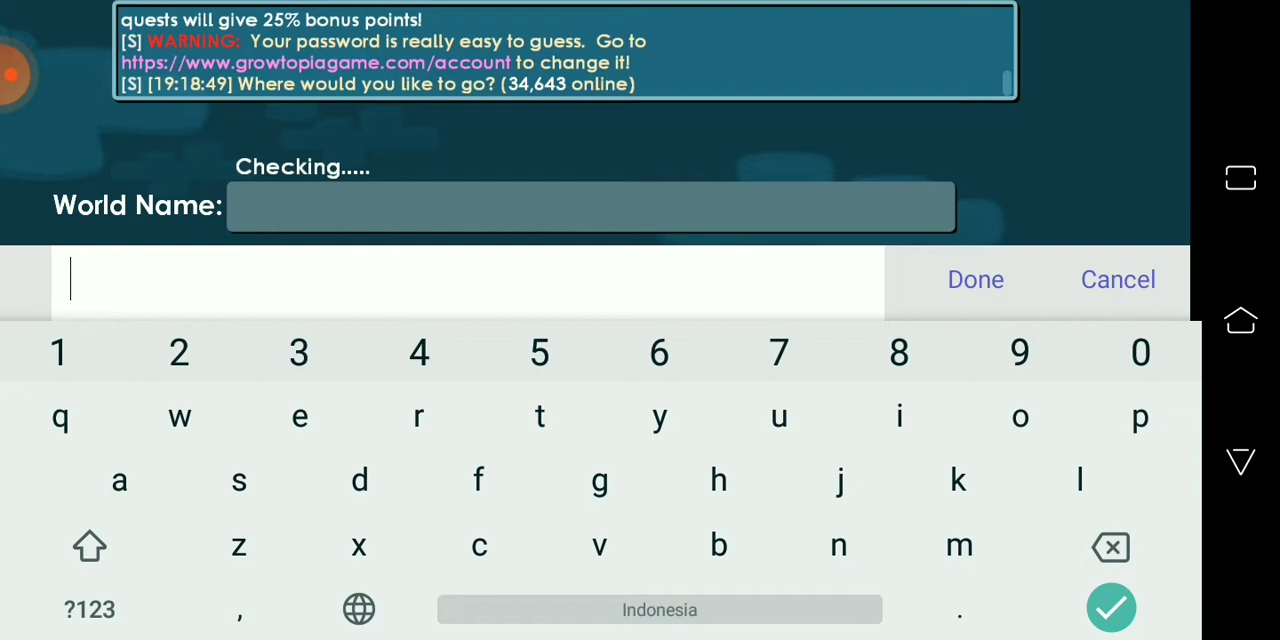 quests will give 25% bonus points!
[S] WARNING: Your password is really easy to guess. Go to
https://www.growtopiagame.com/account to change it!
[S] [19:18:49] Where would you like to go? (34,643 online)
Checking.....
World Name:
Done Cancel
1 2 3 4 5 6 7 8 9 0
q w e r t y u i o p
a s d f g h j k l
z x c v b n m
?123 , Indonesia .